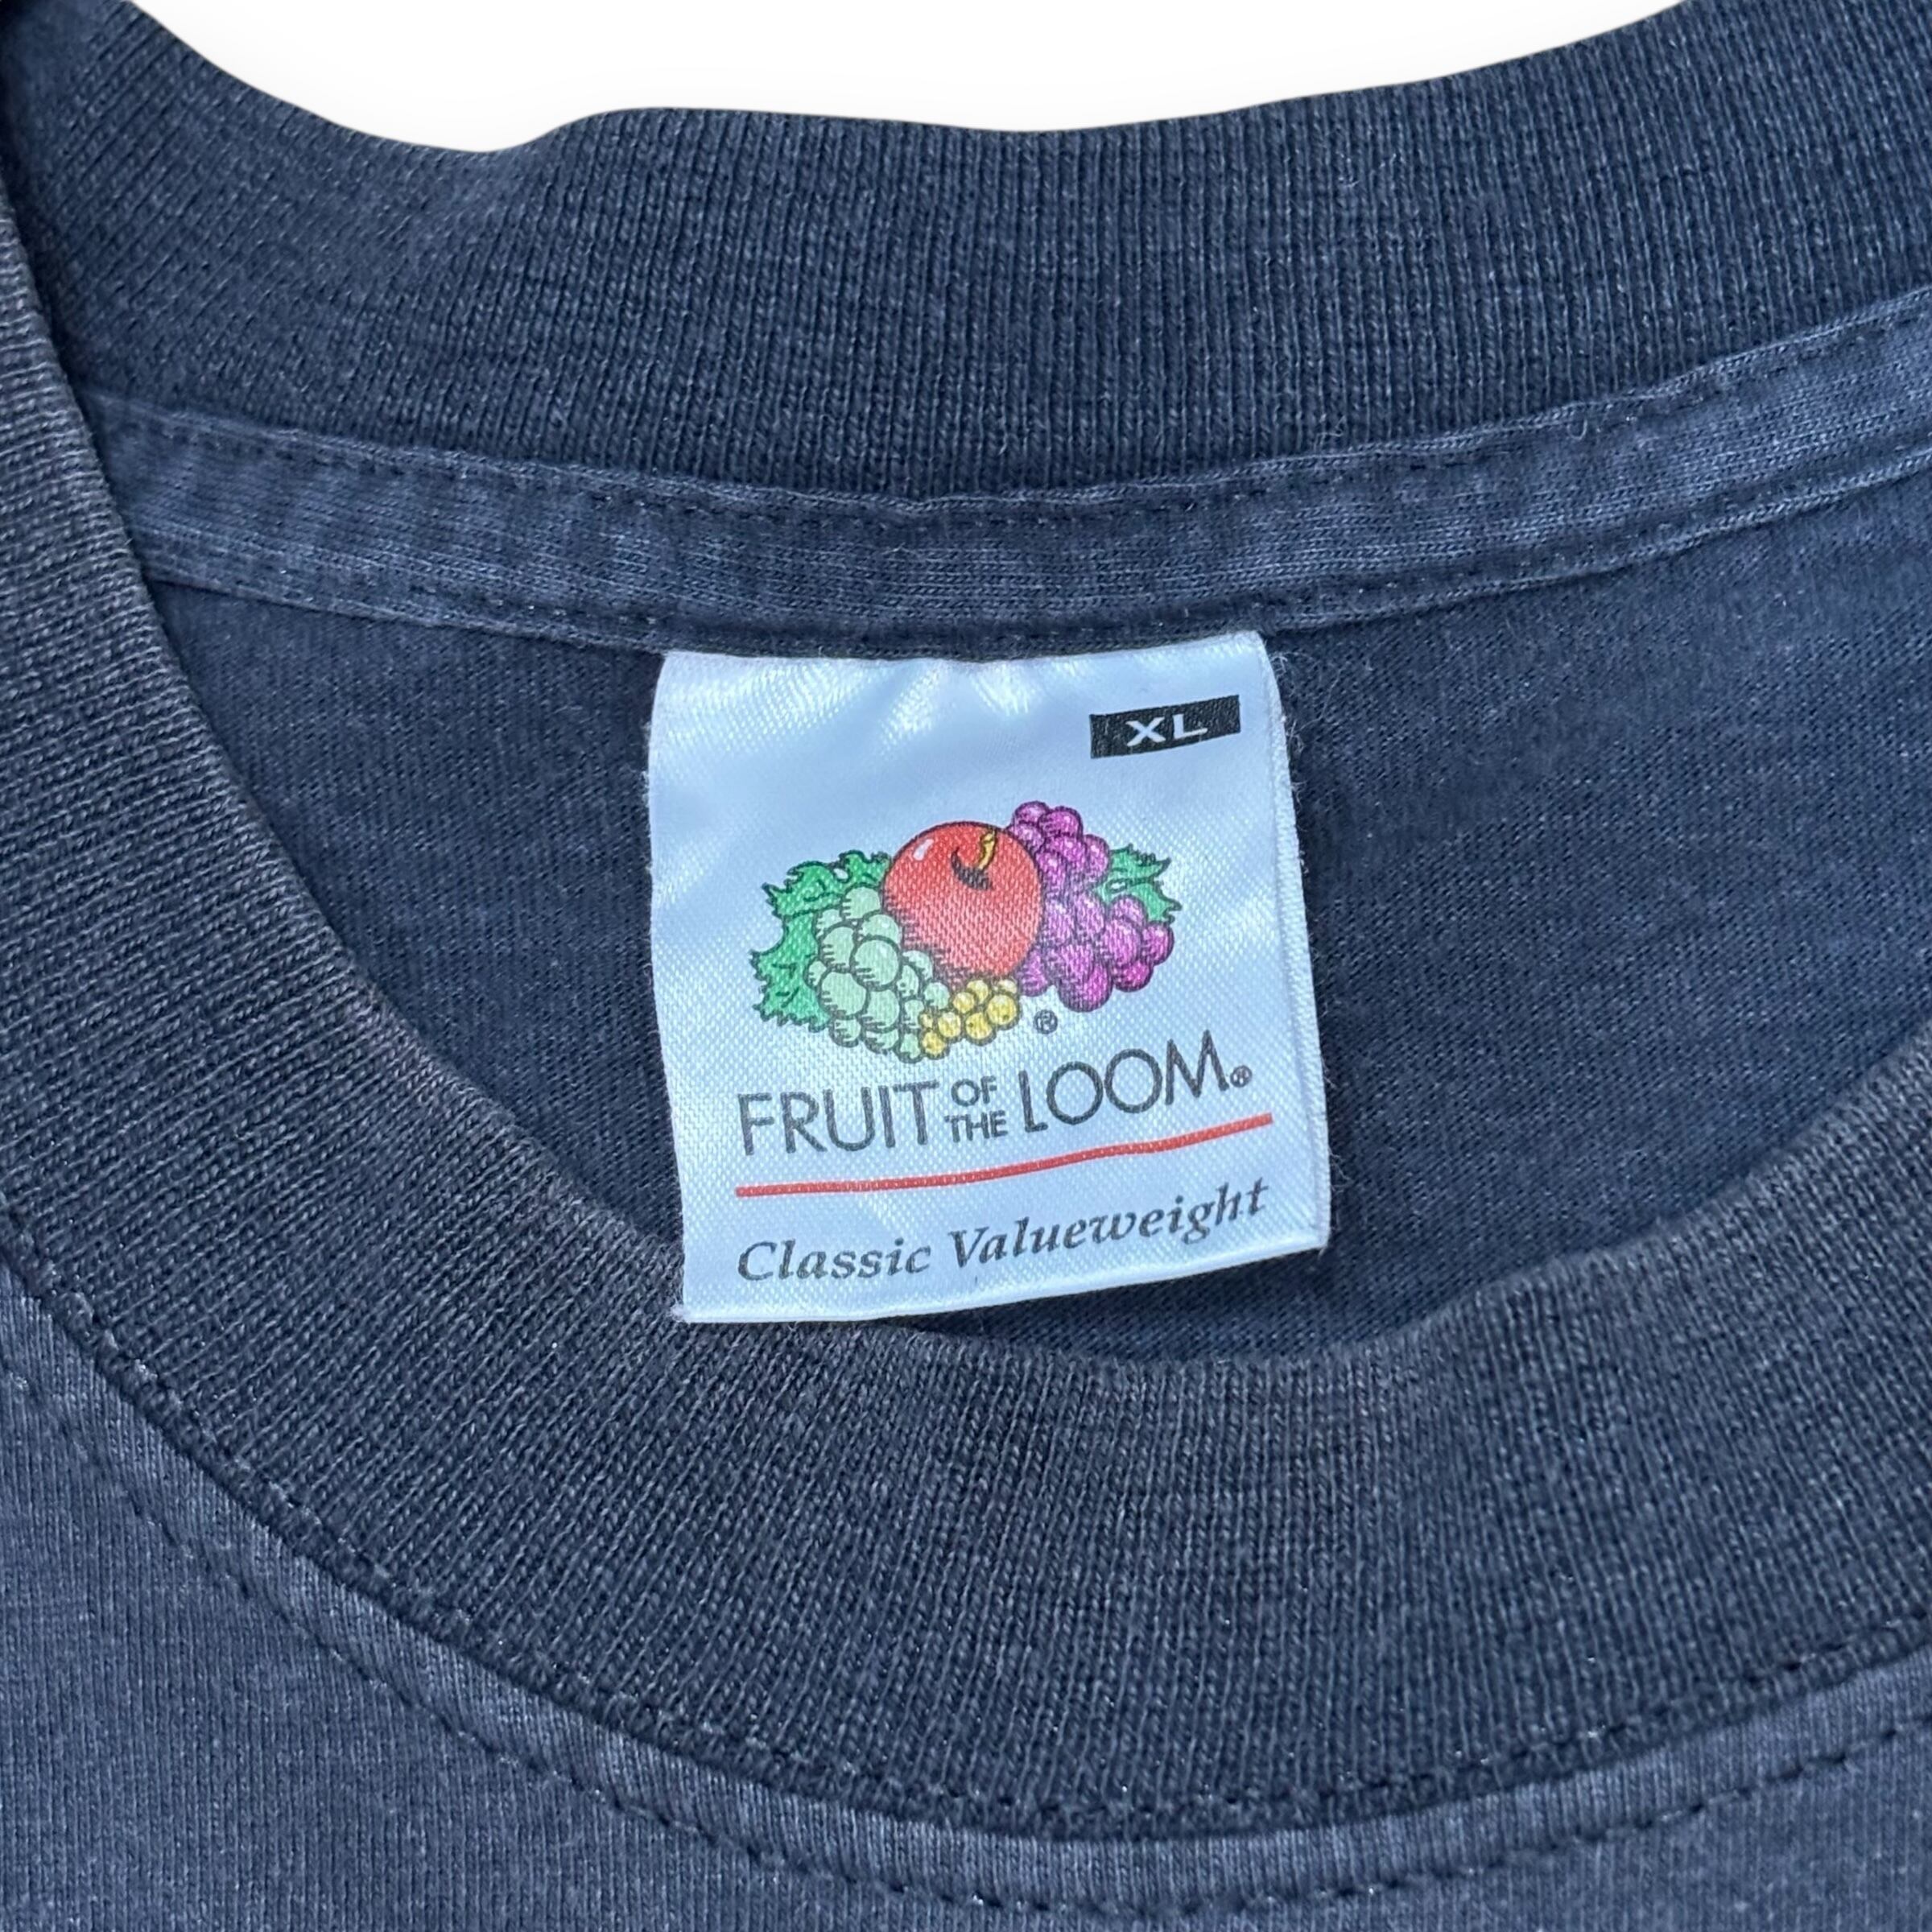 XL
®
FRUIT OF THE LOOM®
Classic Valueweight